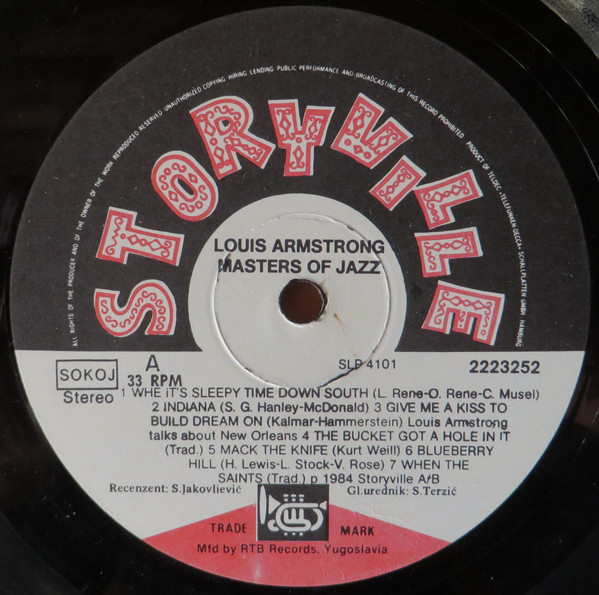 ALL RIGHTS OF THE PRODUCER AND OF THE OWNER OF THE WORK REPRODUCED RESERVED UNAUTHORIZED COPYING HIRING LENDING PUBLIC PERFORMANCE AND BROADCASTING OF THIS RECORD PROHIBITED PRODUCT OF TELDEC-TELEFUNKEN-DECCA-SCHALLPLATTEN GMBH HAMBURG
STORYVILLE
LOUIS ARMSTRONG
MASTERS OF JAZZ
SOKOJ
Stereo
A
33 RPM
SLP 4101
2223252
1 WHE iT'S SLEEPY TIME DOWN SOUTH (L. Rene-O. Rene-C. Musel)
2 INDIANA (S. G. Hanley-McDonald) 3 GIVE ME A KISS TO
BUILD DREAM ON (Kalmar-Hammerstein) Louis Armstrong
talks about New Orleans 4 THE BUCKET GOT A HOLE IN IT
(Trad.) 5 MACK THE KNIFE (Kurt Weill) 6 BLUEBERRY
HILL (H. Lewis-L. Stock-V. Rose) 7 WHEN THE
SAINTS (Trad.) p 1984 Storyville A/B
Recenzent: S.Jakovljević Gl.urednik: S.Terzić
TRADE MARK
Mfd by RTB Records, Yugoslavia